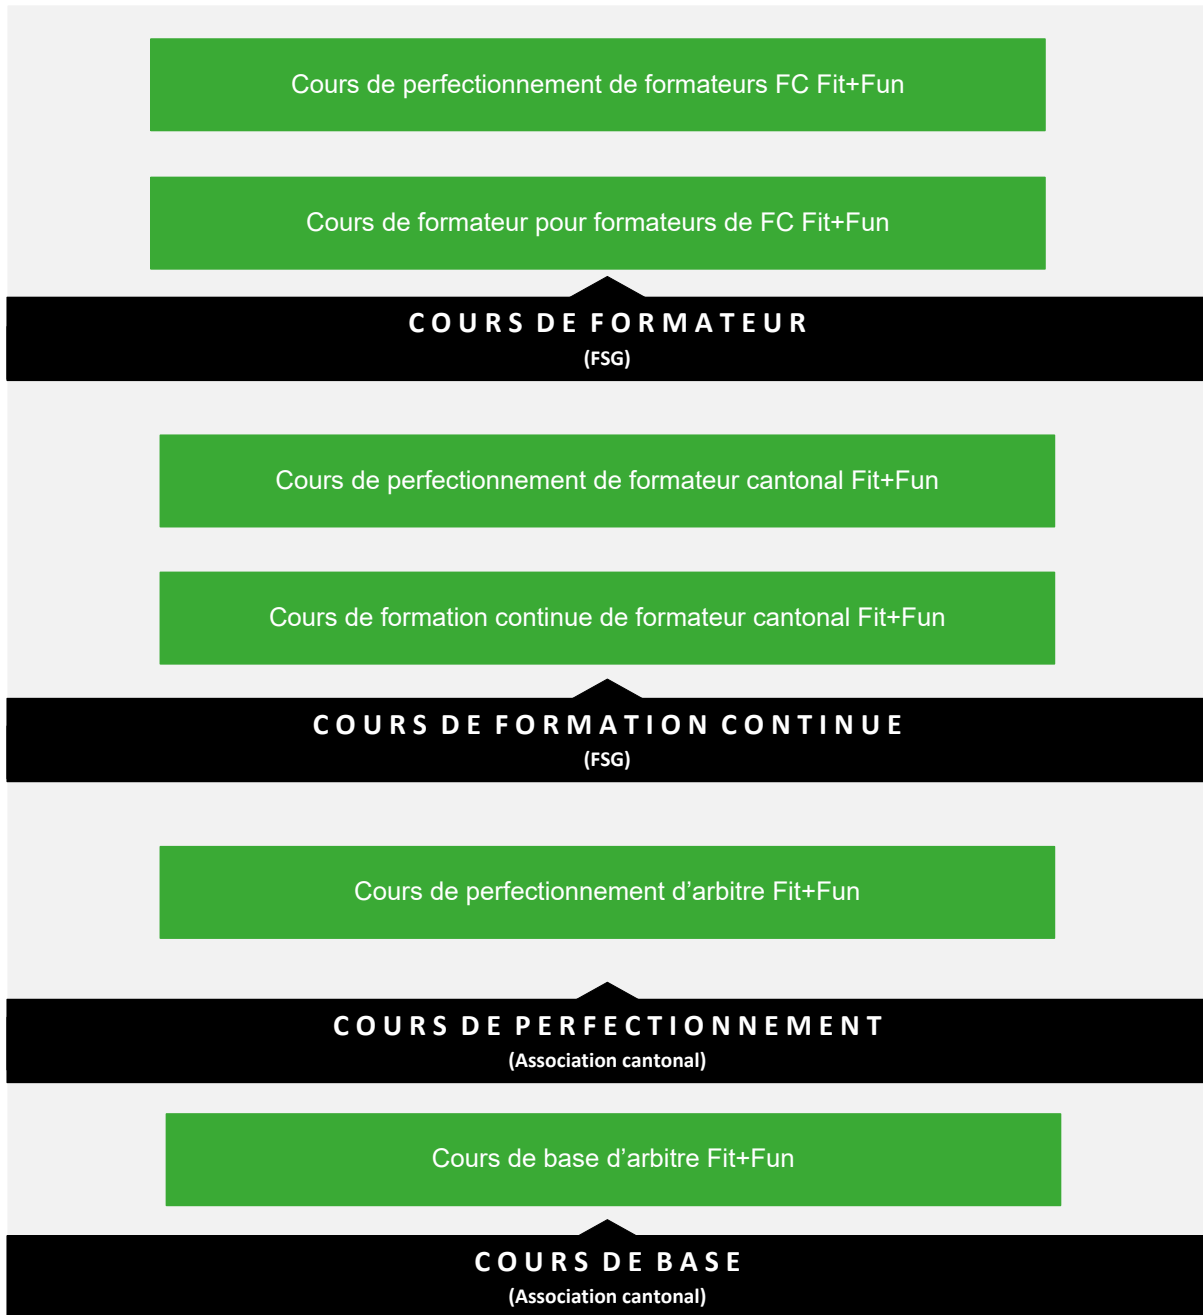 Cours de perfectionnement de formateurs FC Fit+Fun
Cours de formateur pour formateurs de FC Fit+Fun
COURS DE FORMATEUR
(FSG)
Cours de perfectionnement de formateur cantonal Fit+Fun
Cours de formation continue de formateur cantonal Fit+Fun
COURS DE FORMATION CONTINUE
(FSG)
Cours de perfectionnement d’arbitre Fit+Fun
COURS DE PERFECTIONNEMENT
(Association cantonal)
Cours de base d’arbitre Fit+Fun
COURS DE BASE
(Association cantonal)